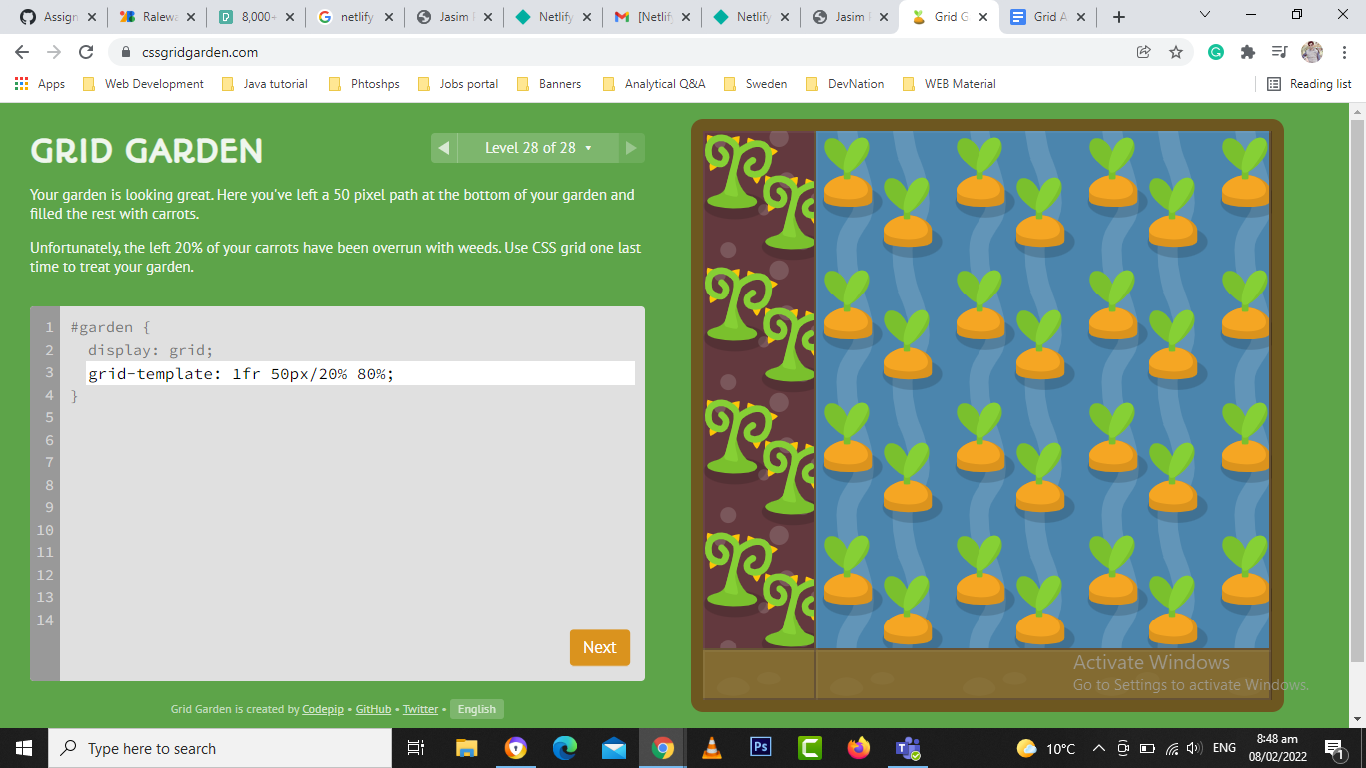 Assign
Ralewa
8,000+
netlify
Jasim
Netlify
[Netlif
Netlify
Jasim
Grid G
Grid A
cssgridgarden.com
Apps
Web Development
Java tutorial
Phtoshps
Jobs portal
Banners
Analytical Q&A
Sweden
DevNation
WEB Material
Reading list
GRID GARDEN
Level 28 of 28
Your garden is looking great. Here you've left a 50 pixel path at the bottom of your garden and
filled the rest with carrots.
Unfortunately, the left 20% of your carrots have been overrun with weeds. Use CSS grid one last
time to treat your garden.
1 #garden {
2 display: grid;
3 grid-template: 1fr 50px/20% 80%;
4 }
5
6
7
8
9
10
11
12
13
14
Next
Activate Windows
Go to Settings to activate Windows.
Grid Garden is created by Codepip • GitHub • Twitter • English
Type here to search
Ps
10°C
ENG
8:48 am
08/02/2022
1